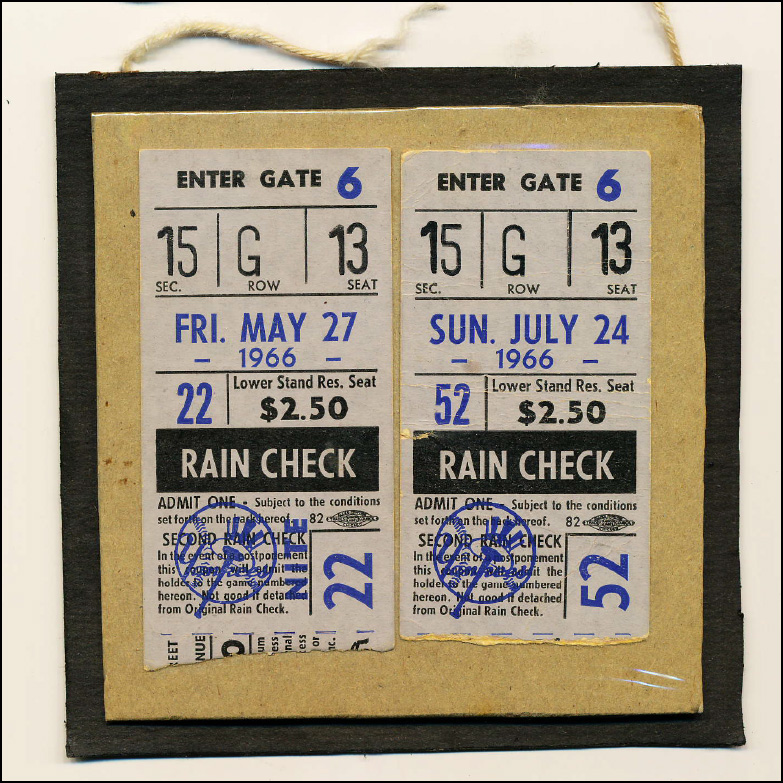 ENTER GATE 6
15 G 13
SEC. ROW SEAT
FRI. MAY 27
– 1966 –
22 Lower Stand Res. Seat
$2.50
RAIN CHECK
ADMIT ONE - Subject to the conditions
set forth on the back hereof. 82
SECOND RAIN CHECK
In the event of a postponement
this coupon will admit the
holder to the game numbered
hereon. Not good if detached
from Original Rain Check.
NITE
22
NUE
or
ENTER GATE 6
15 G 13
SEC. ROW SEAT
SUN. JULY 24
– 1966 –
52 Lower Stand Res. Seat
$2.50
RAIN CHECK
ADMIT ONE - Subject to the conditions
set forth on the back hereof. 82
SECOND RAIN CHECK
In the event of a postponement
this coupon will admit the
holder to the game numbered
hereon. Not good if detached
from Original Rain Check.
52